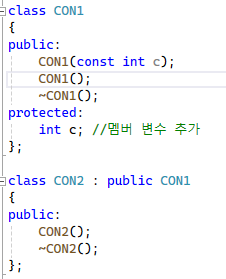 class CON1
{
public:
    CON1(const int c);
    CON1();
    ~CON1();
protected:
    int c; //멤버 변수 추가
};
class CON2 : public CON1
{
public:
    CON2();
    ~CON2();
};